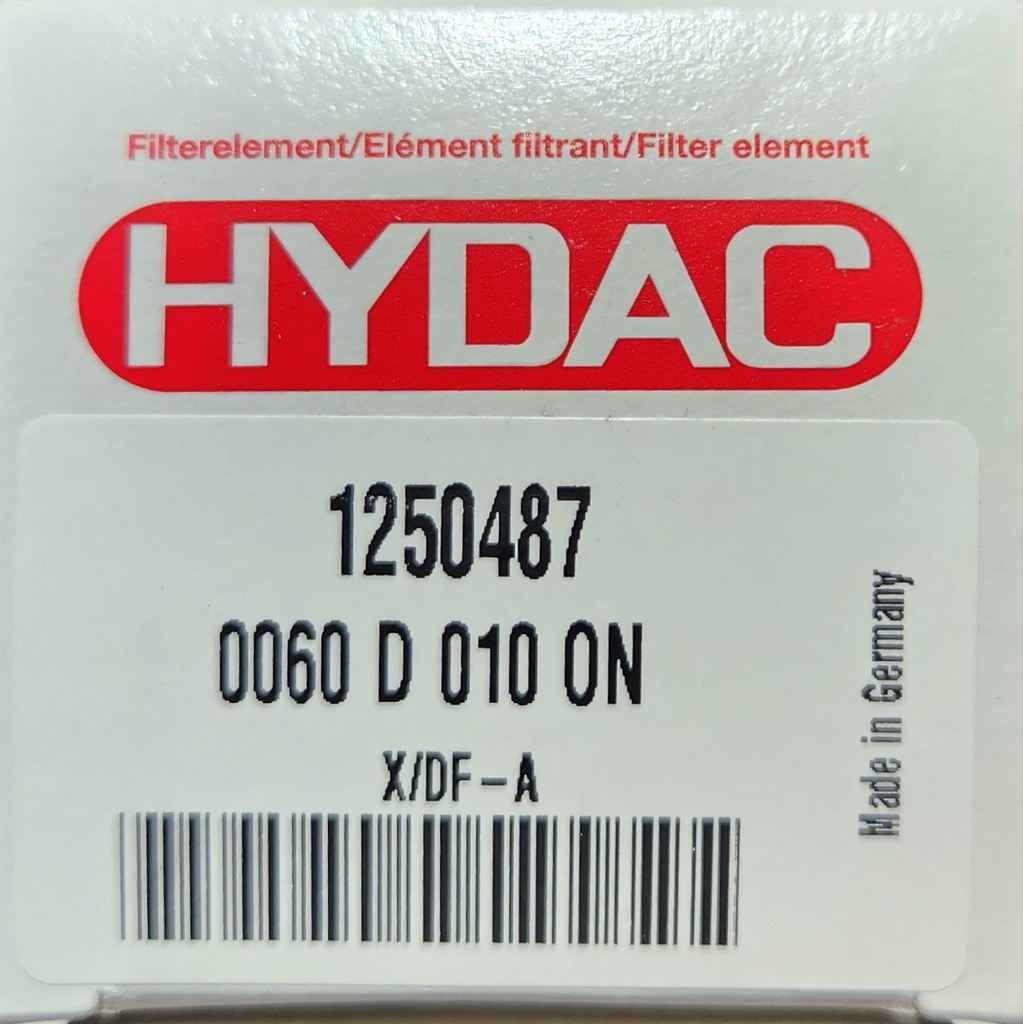 Filterelement/Elément filtrant/Filter element
HYDAC
1250487
0060 D 010 ON
X/DF-A
Made in Germany